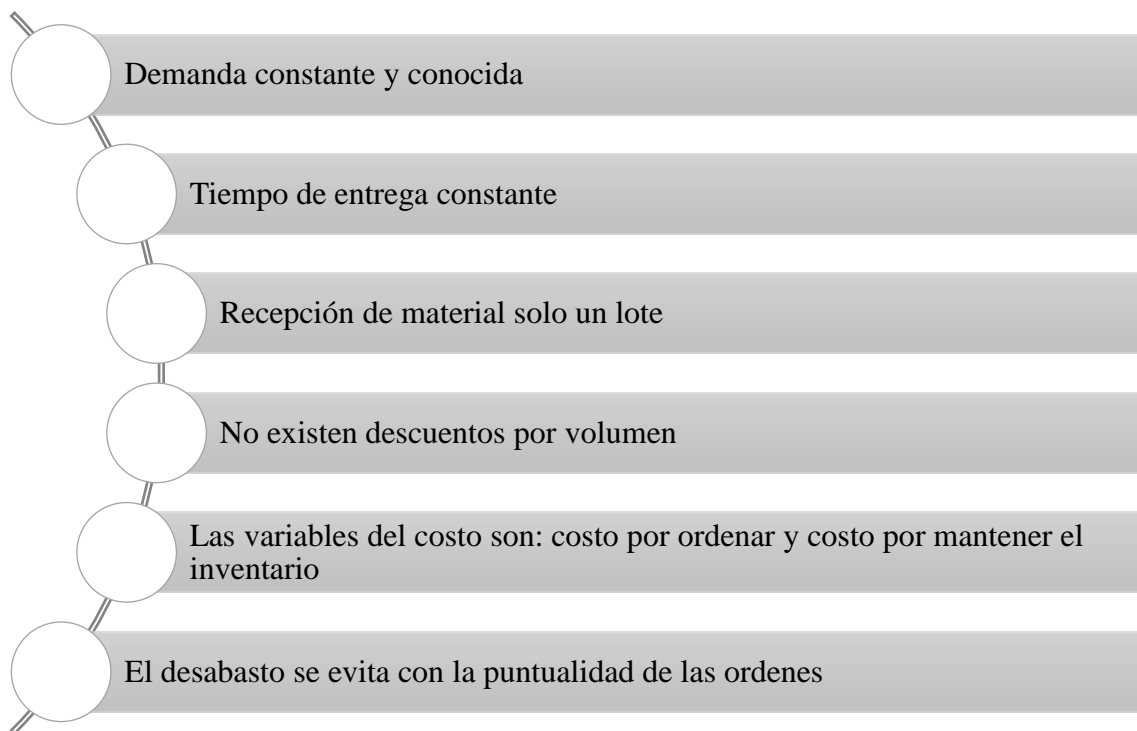 Demanda constante y conocida
Tiempo de entrega constante
Recepción de material solo un lote
No existen descuentos por volumen
Las variables del costo son: costo por ordenar y costo por mantener el
inventario
El desabasto se evita con la puntualidad de las ordenes